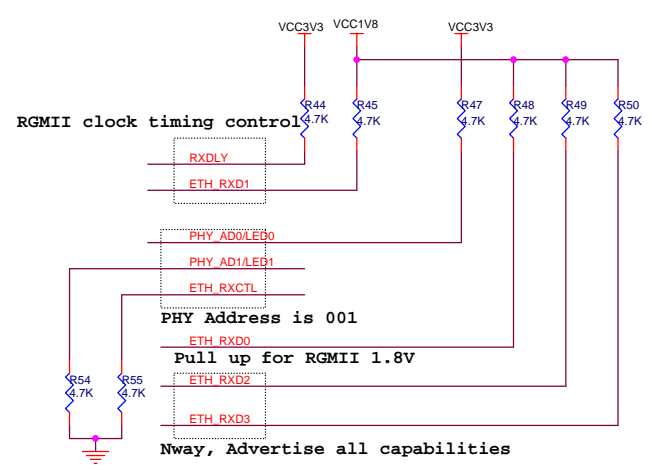 VCC3V3 VCC1V8 VCC3V3
R44 R45 R47 R48 R49 R50
4.7K 4.7K 4.7K 4.7K 4.7K 4.7K
RGMII clock timing control
RXDLY
ETH_RXD1
PHY_AD0/LED0
PHY_AD1/LED1
ETH_RXCTL
PHY Address is 001
ETH_RXD0
Pull up for RGMII 1.8V
R54 R55 ETH_RXD2
4.7K 4.7K
ETH_RXD3
Nway, Advertise all capabilities